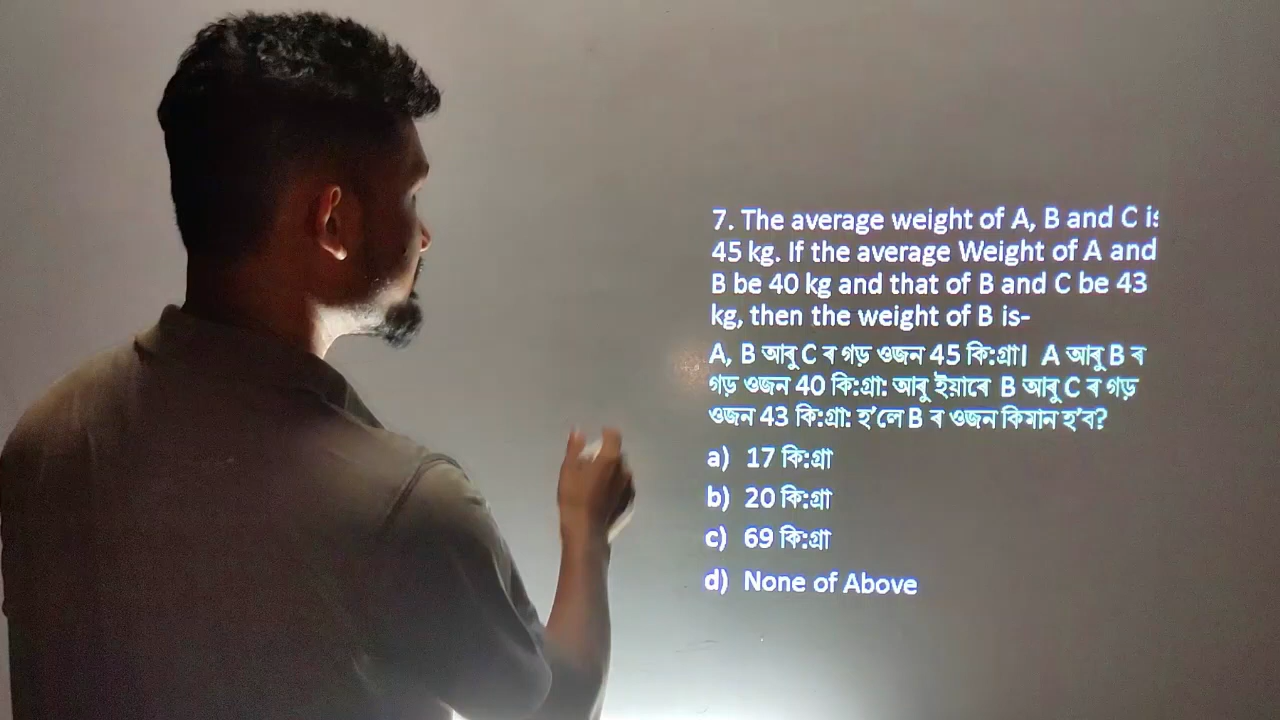 7. The average weight of A, B and C is
45 kg. If the average Weight of A and
B be 40 kg and that of B and C be 43
kg, then the weight of B is-
A, B আৰু C ৰ গড় ওজন 45 কি:গ্ৰা। A আৰু B ৰ
গড় ওজন 40 কি:গ্ৰা: আৰু ইয়াৰে B আৰু C ৰ গড়
ওজন 43 কি:গ্ৰা: হ’লে B ৰ ওজন কিমান হ’ব?
a) 17 কি:গ্ৰা
b) 20 কি:গ্ৰা
c) 69 কি:গ্ৰা
d) None of Above